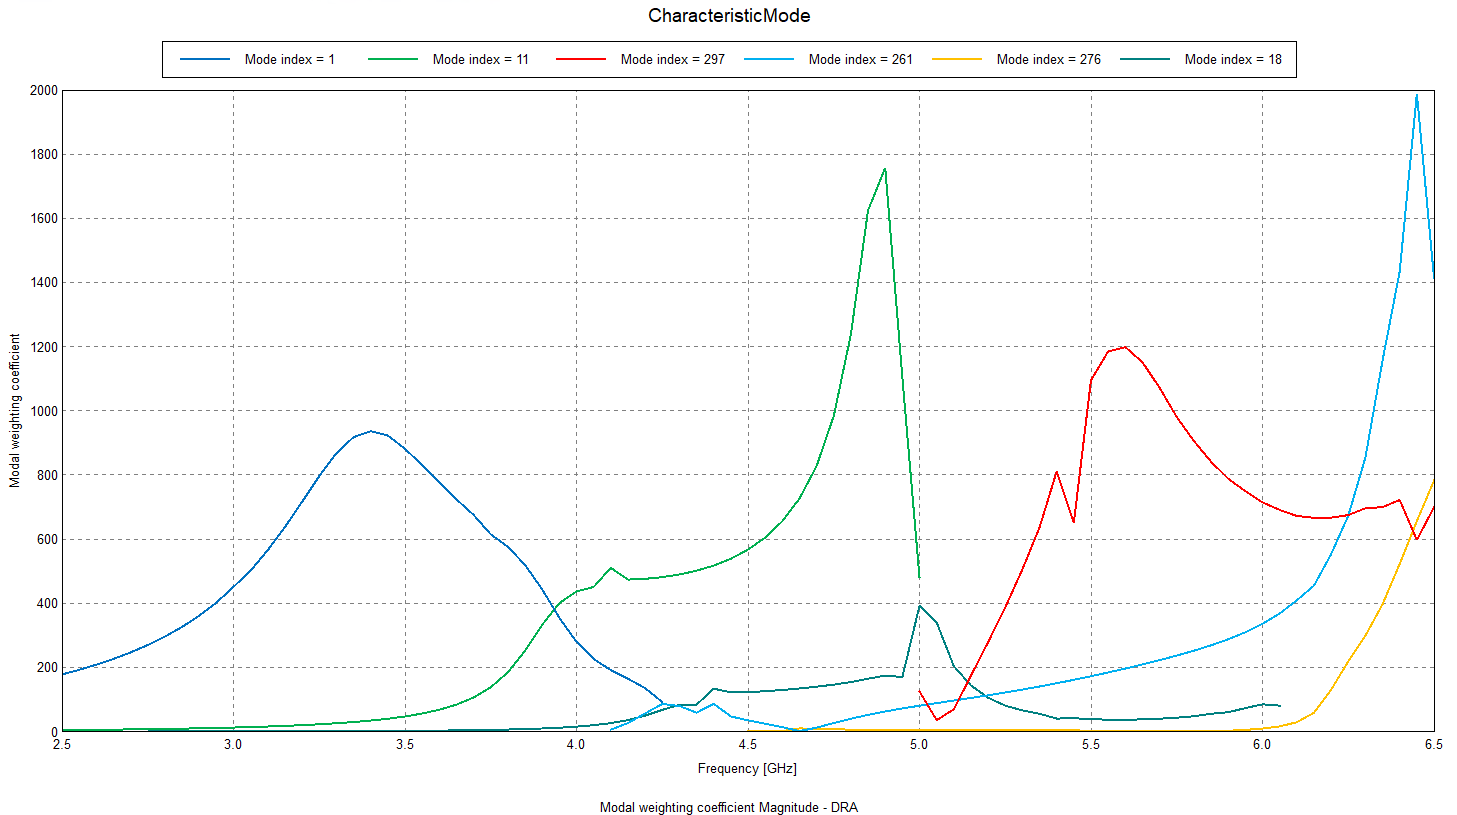 CharacteristicMode
Mode index = 1 Mode index = 11 Mode index = 297 Mode index = 261 Mode index = 276 Mode index = 18
2000
1800
1600
1400
1200
1000
800
600
400
200
0
Modal weighting coefficient
2.5 3.0 3.5 4.0 4.5 5.0 5.5 6.0 6.5
Frequency [GHz]
Modal weighting coefficient Magnitude - DRA